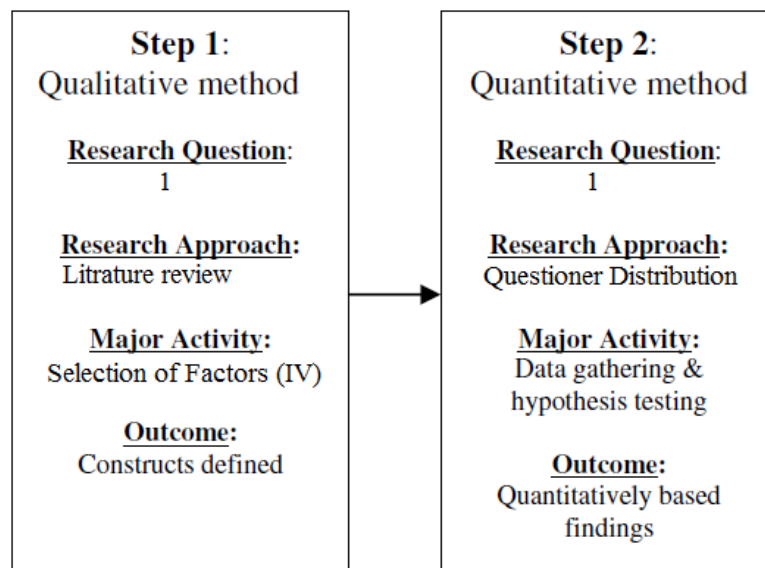 Step 1:
Qualitative method
Research Question:
1
Research Approach:
Litrature review
Major Activity:
Selection of Factors (IV)
Outcome:
Constructs defined
Step 2:
Quantitative method
Research Question:
1
Research Approach:
Questioner Distribution
Major Activity:
Data gathering &
hypothesis testing
Outcome:
Quantitatively based
findings